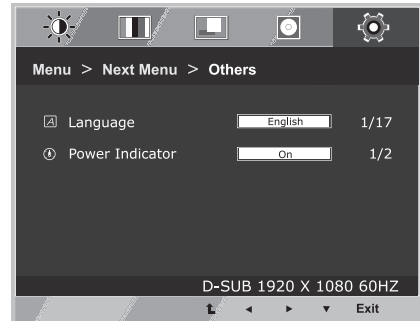 Menu > Next Menu > Others
Language English 1/17
Power Indicator On 1/2
D-SUB 1920 X 1080 60HZ
Exit